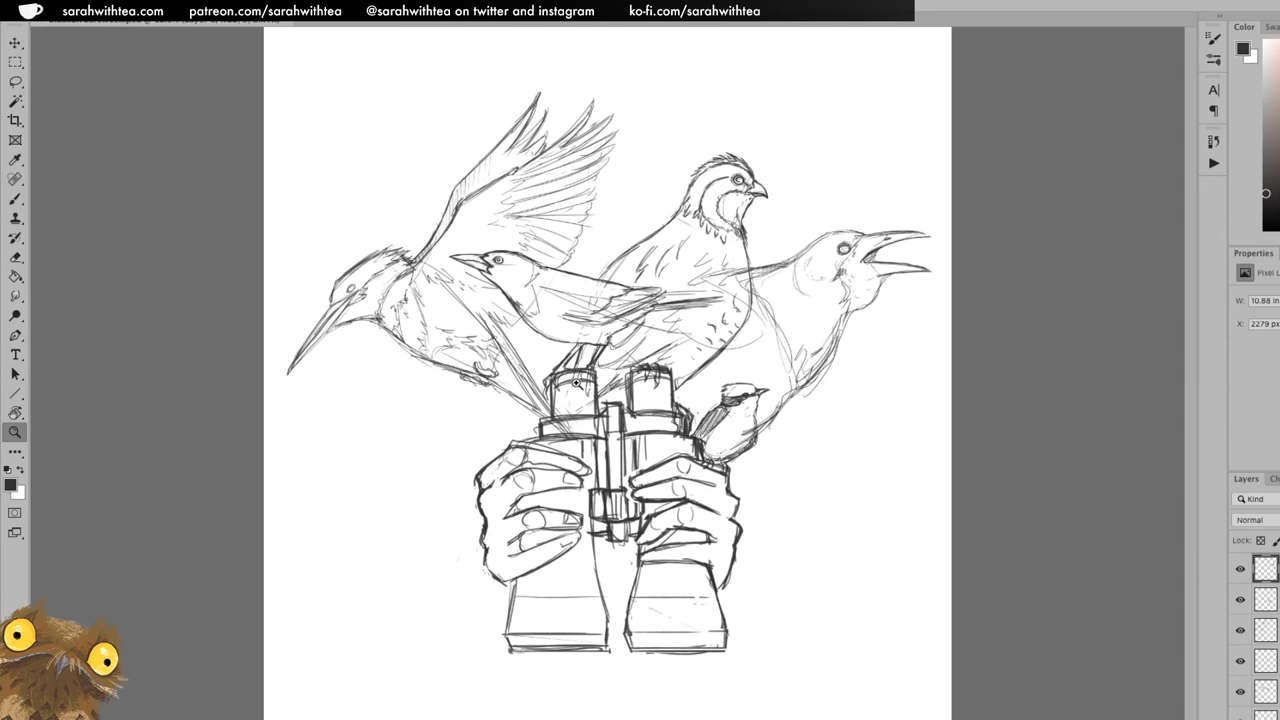 sarahwithtea.com patreon.com/sarahwithtea @sarahwithtea on twitter and instagram ko-fi.com/sarahwithtea
Color
Properties
Pixel L
W: 10.88 in
X: 2279 px
Layers
Kind
Normal
Lock: